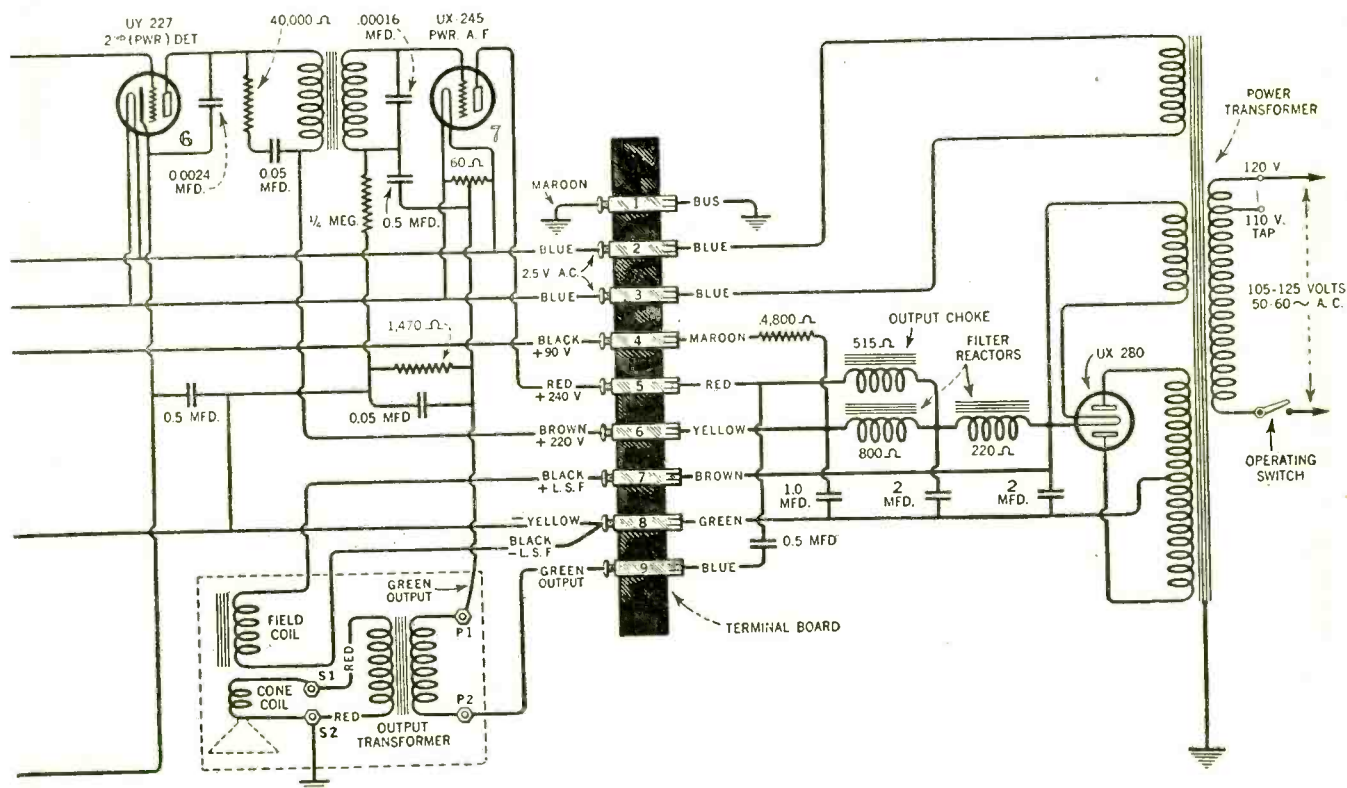 UY 227
2ND (PWR) DET
40,000 Ω
.00016
MFD.
UX-245
PWR. A.F
6
7
0.0024
MFD.
0.05
MFD.
60 Ω
¼ MEG.
0.5 MFD.
MAROON
1
BUS
BLUE
2
BLUE
2.5 V A.C.
BLUE
3
BLUE
1,470 Ω
BLACK
+90 V
4
MAROON
4,800 Ω
OUTPUT CHOKE
515 Ω
FILTER
REACTORS
RED
+240 V
5
RED
0.5 MFD.
0.05 MFD
BROWN
+220 V
6
YELLOW
800 Ω
220 Ω
UX 280
BLACK
+L.S.F
7
BROWN
1.0
MFD.
2
MFD.
2
MFD.
YELLOW
8
GREEN
BLACK
-L.S.F
0.5 MFD
GREEN
OUTPUT
9
BLUE
TERMINAL BOARD
POWER
TRANSFORMER
120 V
110 V.
TAP
105-125 VOLTS
50-60 ~ A.C.
OPERATING
SWITCH
GREEN
OUTPUT
FIELD
COIL
P1
S1
RED
CONE
COIL
S2
RED
P2
OUTPUT
TRANSFORMER